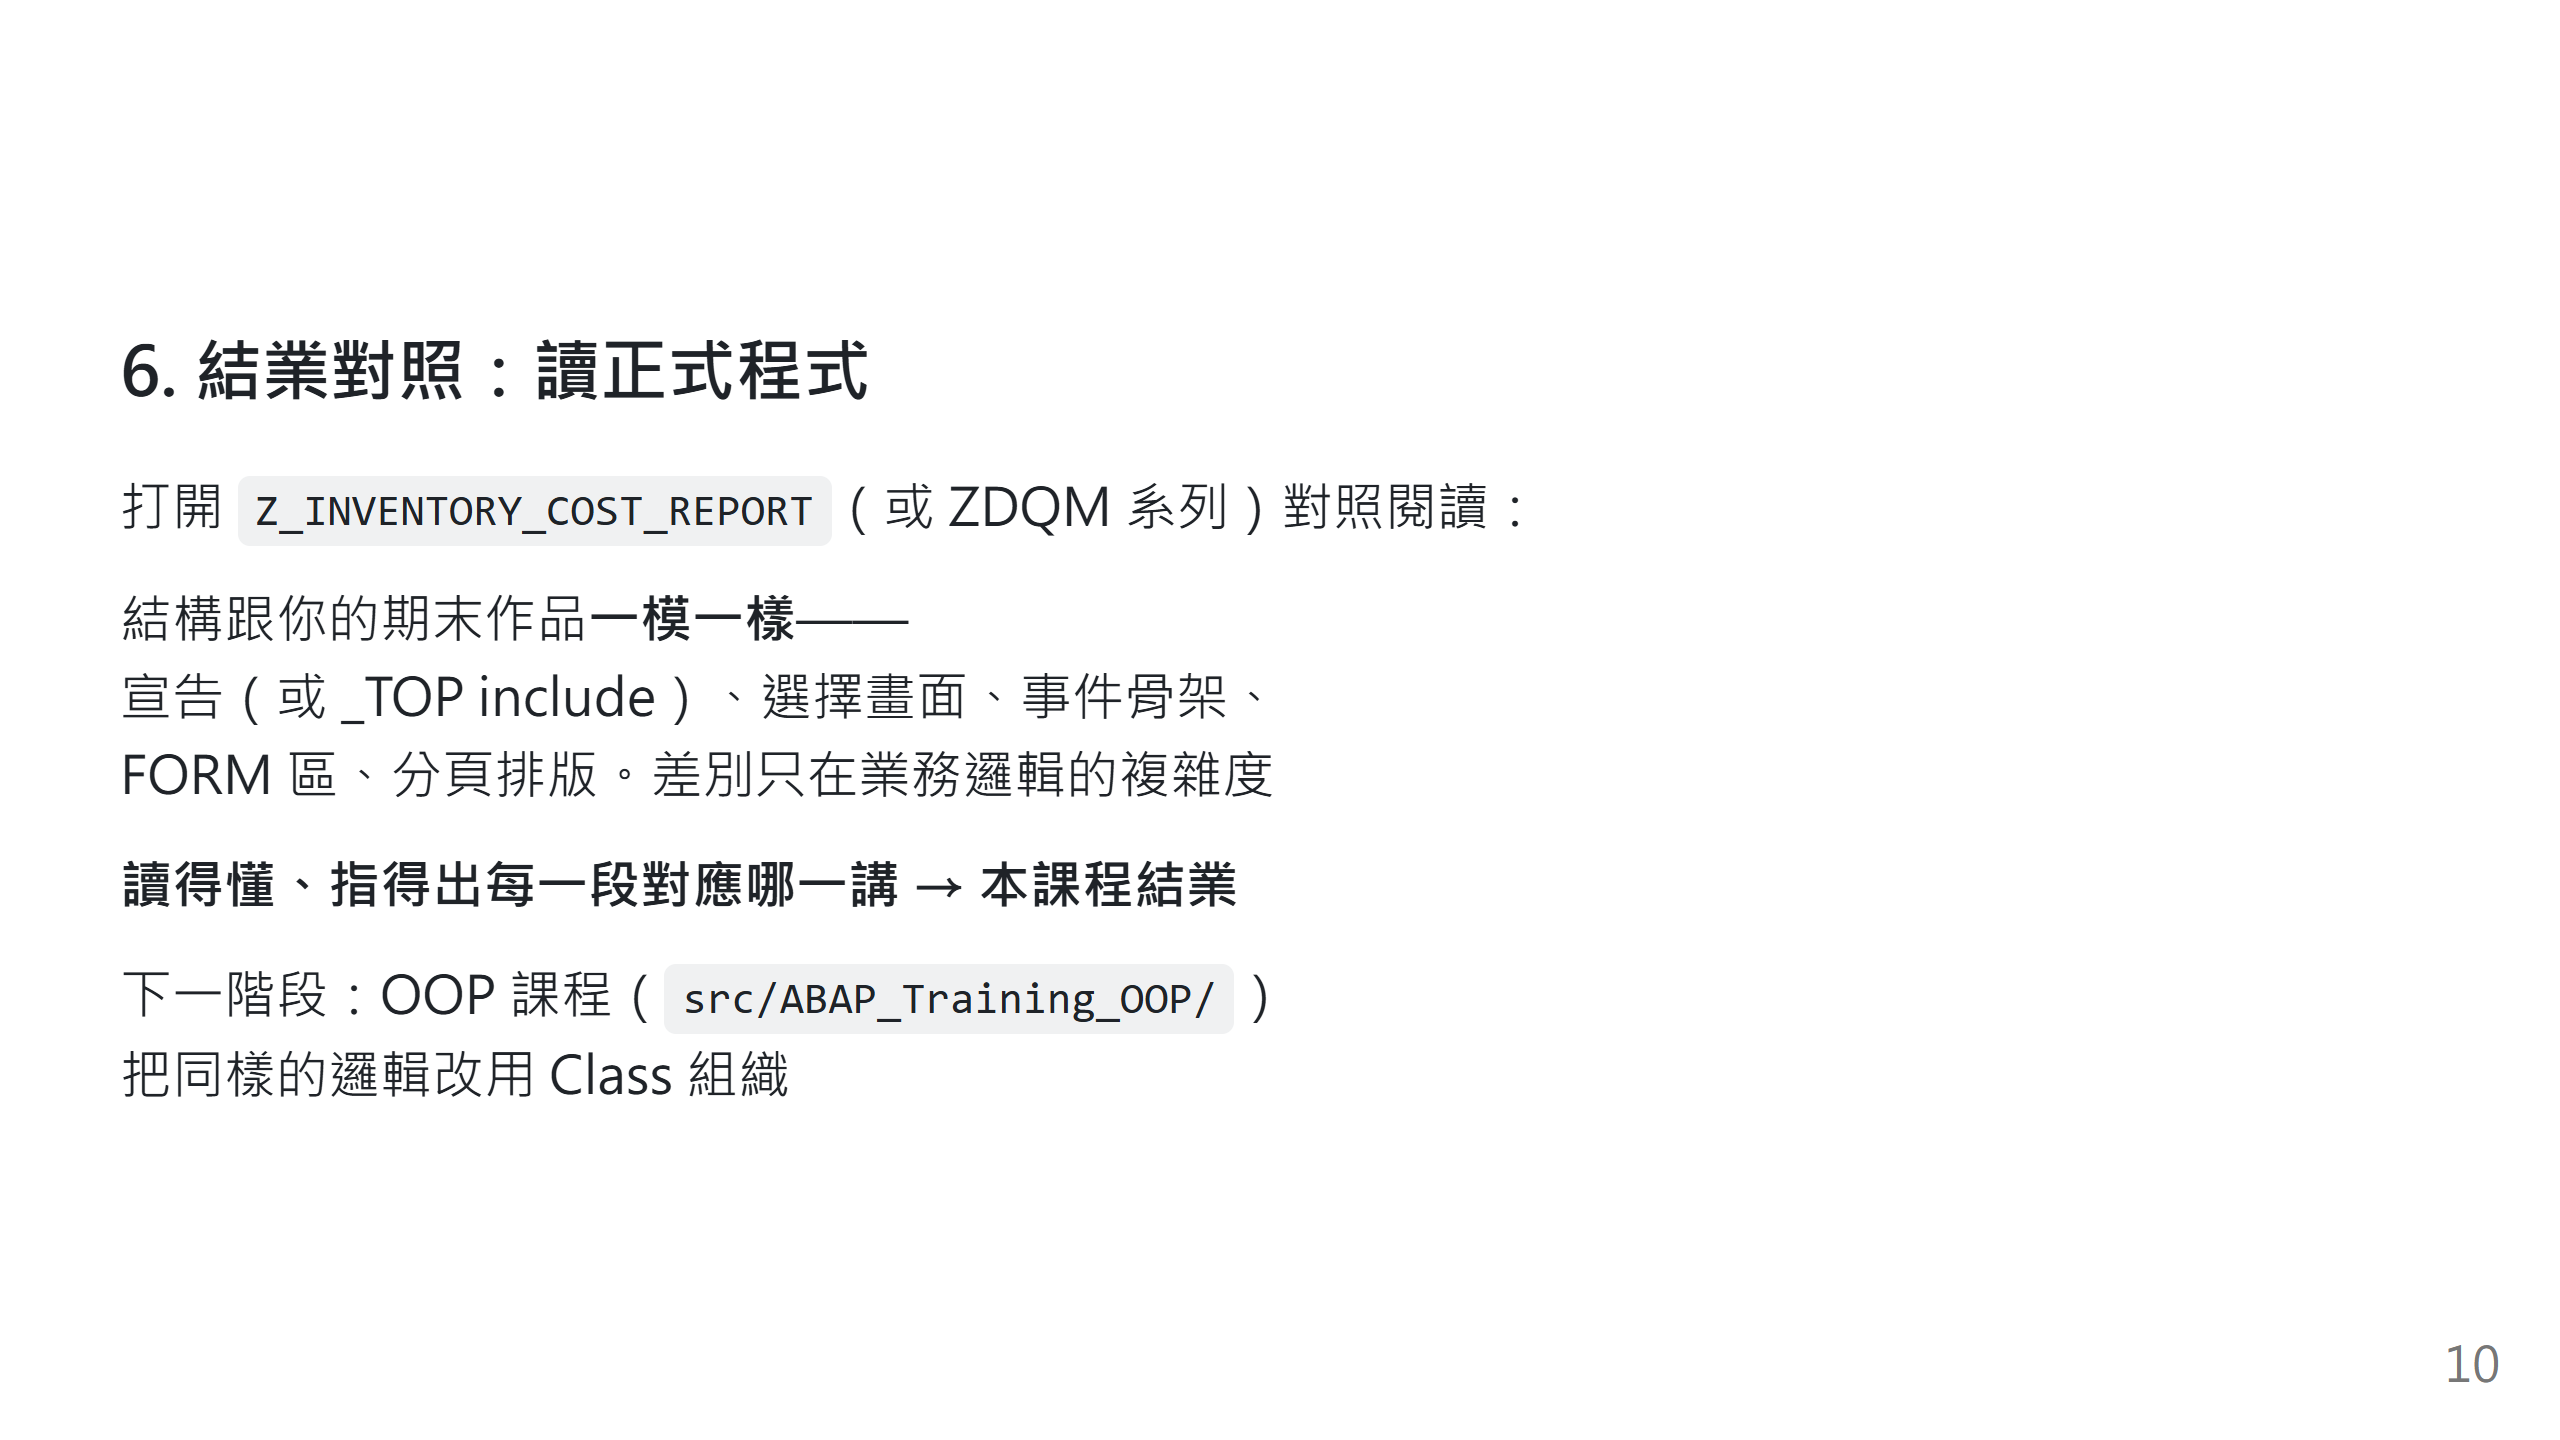 6. 結業對照：讀正式程式
打開 Z_INVENTORY_COST_REPORT（或 ZDQM 系列）對照閱讀：
結構跟你的期末作品一模一樣——
宣告（或 _TOP include）、選擇畫面、事件骨架、
FORM 區、分頁排版。差別只在業務邏輯的複雜度
讀得懂、指得出每一段對應哪一講 → 本課程結業
下一階段：OOP 課程（src/ABAP_Training_OOP/）
把同樣的邏輯改用 Class 組織
10